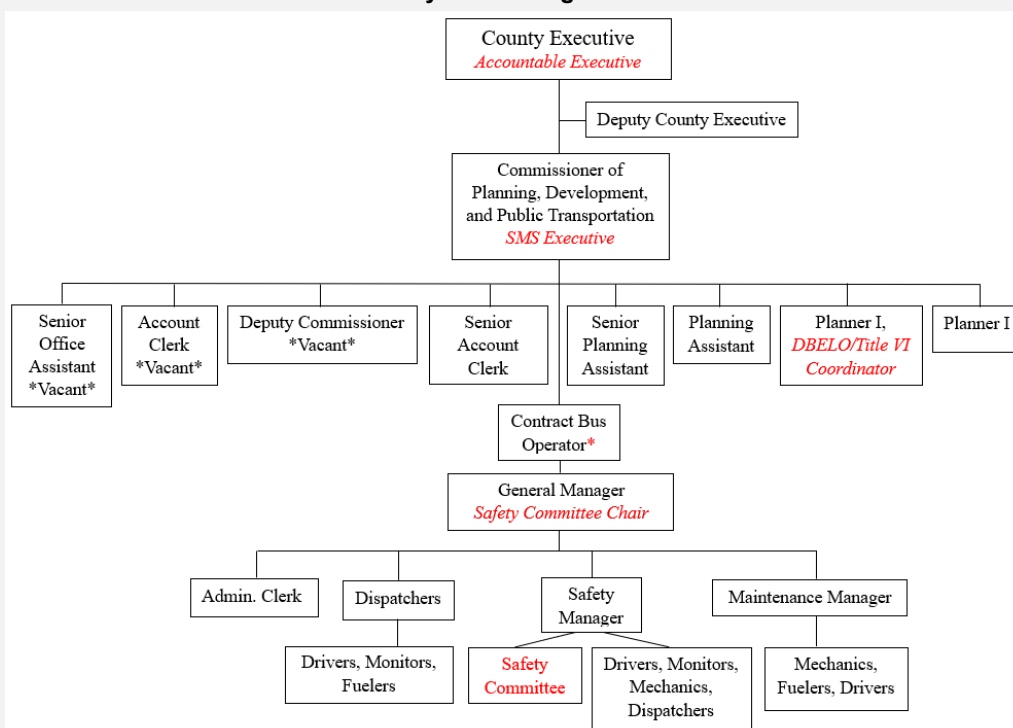 County Executive
Accountable Executive
Deputy County Executive
Commissioner of
Planning, Development,
and Public Transportation
SMS Executive
Senior
Office
Assistant
*Vacant*
Account
Clerk
*Vacant*
Deputy Commissioner
*Vacant*
Senior
Account
Clerk
Senior
Planning
Assistant
Planning
Assistant
Planner I,
DBELO/Title VI
Coordinator
Planner I
Contract Bus
Operator*
General Manager
Safety Committee Chair
Admin. Clerk
Dispatchers
Safety
Manager
Maintenance Manager
Drivers, Monitors,
Fuelers
Safety
Committee
Drivers, Monitors,
Mechanics,
Dispatchers
Mechanics,
Fuelers, Drivers